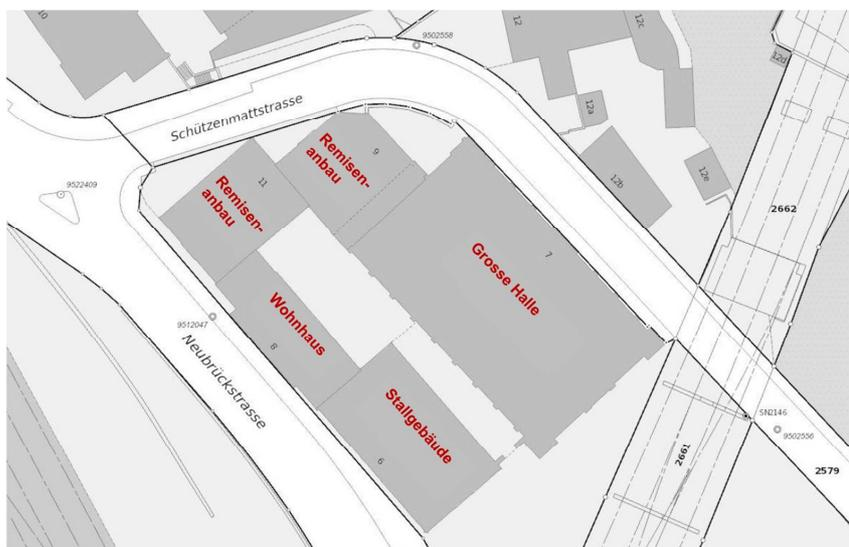 10
12
12c
12d
9502558
Schützenmattstrasse
12a
Remisen-
anbau
9
12b
12e
9522409
11
Remisen-
anbau
2662
7
Grosse Halle
9512047
Wohnhaus
8
Neubrückstrasse
Stallgebäude
6
SN2146
9502556
2661
2579